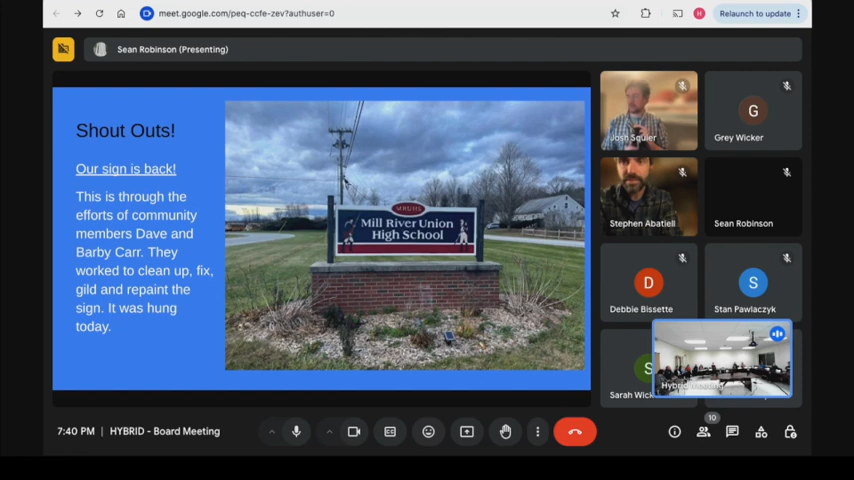 meet.google.com/peq-ccfe-zev?authuser=0
H
Relaunch to update
Sean Robinson (Presenting)
Shout Outs!
Our sign is back!
This is through the
efforts of community
members Dave and
Barby Carr. They
worked to clean up, fix,
gild and repaint the
sign. It was hung
today.
MRUHS
Mill River Union
High School
Josh Squier
G
Grey Wicker
Stephen Abatiell
Sean Robinson
D
Debbie Bissette
S
Stan Pawlaczyk
S
Sarah Wick
Hybrid Meeting
7:40 PM | HYBRID - Board Meeting
10